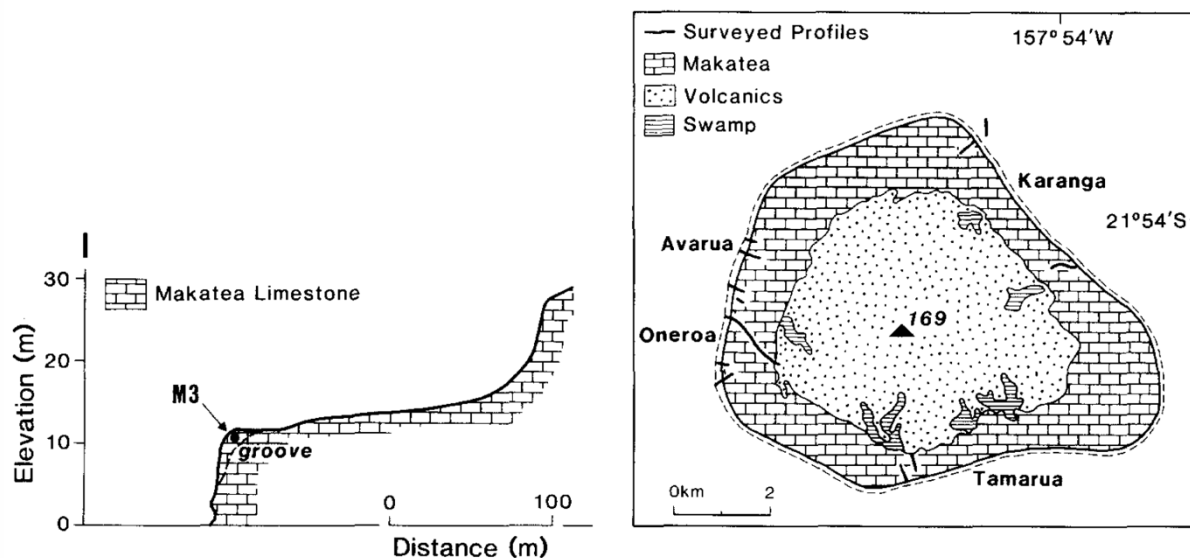 I
30
20
10
0
Elevation (m)
Makatea Limestone
M3
groove
0
100
Distance (m)
Surveyed Profiles
Makatea
Volcanics
Swamp
157° 54′W
I
Karanga
21°54′S
Avarua
169
Oneroa
Tamarua
0km 2